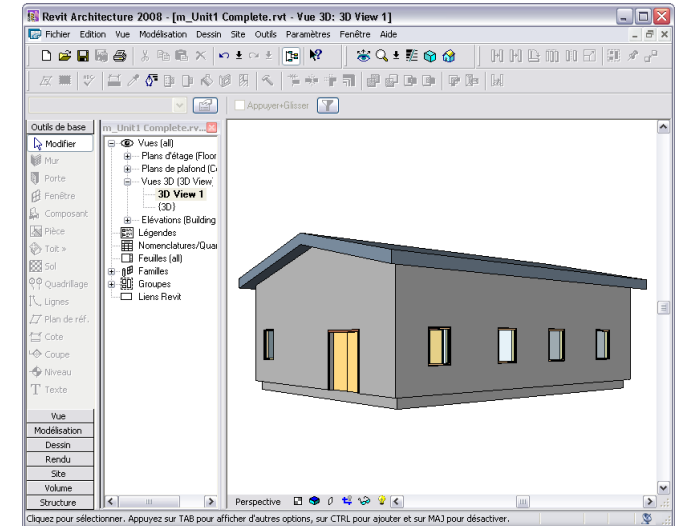 Revit Architecture 2008 - [m_Unit1 Complete.rvt - Vue 3D: 3D View 1]
Fichier Edition Vue Modélisation Dessin Site Outils Paramètres Fenêtre Aide
Appuyer+Glisser
Outils de base
Modifier
Mur
Porte
Fenêtre
Composant
Pièce
Toit »
Sol
Quadrillage
Lignes
Plan de réf.
Cote
Coupe
Niveau
Texte
Vue
Modélisation
Dessin
Rendu
Site
Volume
Structure
m_Unit1 Complete.rv...
Vues (all)
Plans d'étage (Floor
Plans de plafond (Ce
Vues 3D (3D View)
3D View 1
{3D}
Elévations (Building
Légendes
Nomenclatures/Quan
Feuilles (all)
Familles
Groupes
Liens Revit
Perspective
Cliquez pour sélectionner. Appuyez sur TAB pour afficher d'autres options, sur CTRL pour ajouter et sur MAJ pour désactiver.